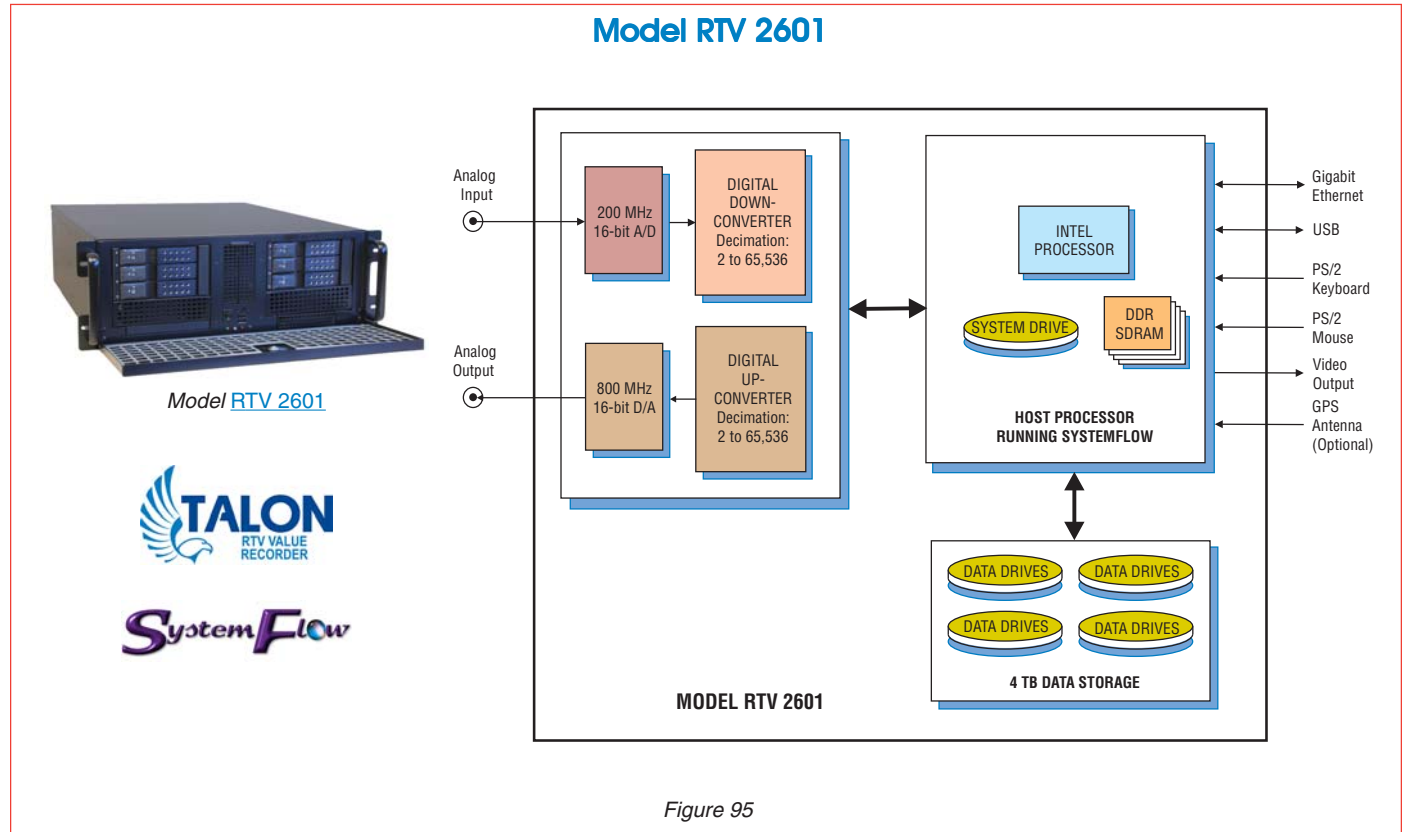 Model RTV 2601
Model RTV 2601
TALON
RTV VALUE
RECORDER
SystemFlow
Analog
Input
Analog
Output
200 MHz
16-bit A/D
DIGITAL
DOWN-
CONVERTER
Decimation:
2 to 65,536
800 MHz
16-bit D/A
DIGITAL
UP-
CONVERTER
Decimation:
2 to 65,536
INTEL
PROCESSOR
SYSTEM DRIVE
DDR
SDRAM
HOST PROCESSOR
RUNNING SYSTEMFLOW
Gigabit
Ethernet
USB
PS/2
Keyboard
PS/2
Mouse
Video
Output
GPS
Antenna
(Optional)
DATA DRIVES
DATA DRIVES
DATA DRIVES
DATA DRIVES
4 TB DATA STORAGE
MODEL RTV 2601
Figure 95